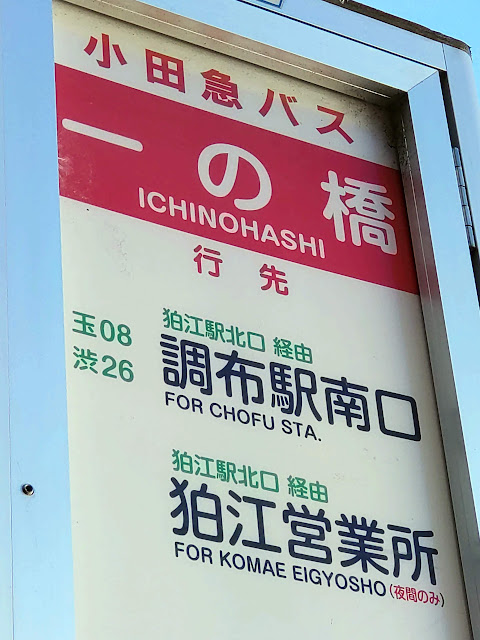 小田急バス
一の橋
ICHINOHASHI
行先
玉08
渋26
狛江駅北口 経由
調布駅南口
FOR CHOFU STA.
狛江駅北口 経由
狛江営業所
FOR KOMAE EIGYOSHO(夜間のみ)